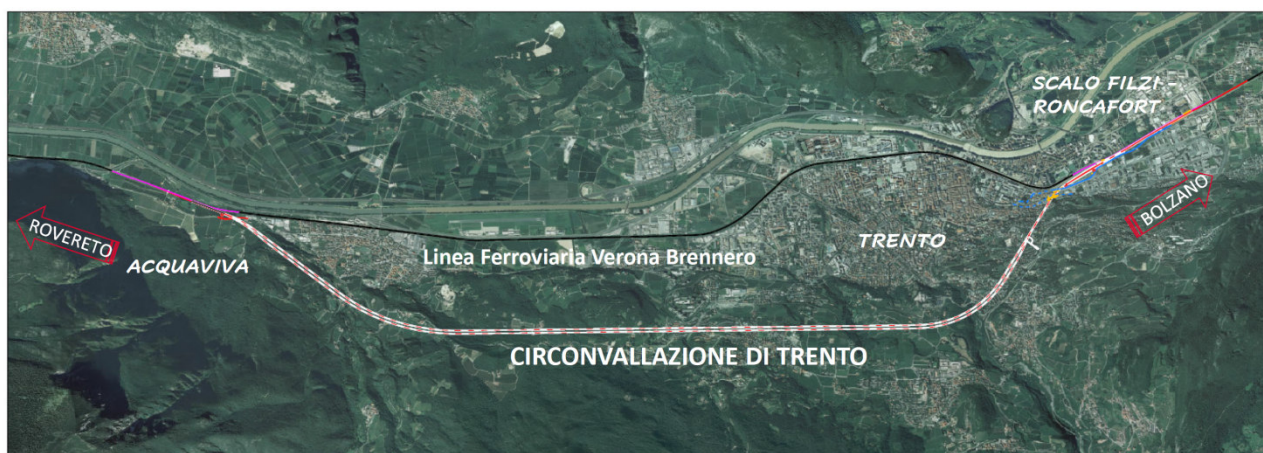 SCALO FILZI -
RONCAFORT
ROVERETO
BOLZANO
ACQUAVIVA
TRENTO
Linea Ferroviaria Verona Brennero
CIRCONVALLAZIONE DI TRENTO